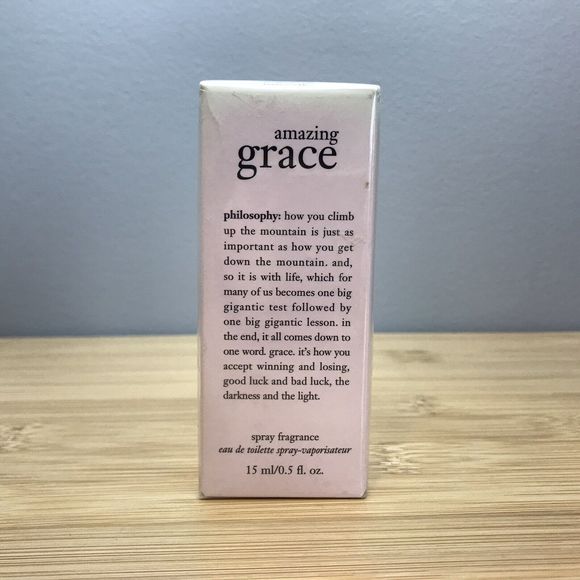 amazing
grace
philosophy: how you climb
up the mountain is just as
important as how you get
down the mountain. and,
so it is with life, which for
many of us becomes one big
gigantic test followed by
one big gigantic lesson. in
the end, it all comes down to
one word. grace. it's how you
accept winning and losing,
good luck and bad luck, the
darkness and the light.
spray fragrance
eau de toilette spray-vaporisateur
15 ml/0.5 fl. oz.